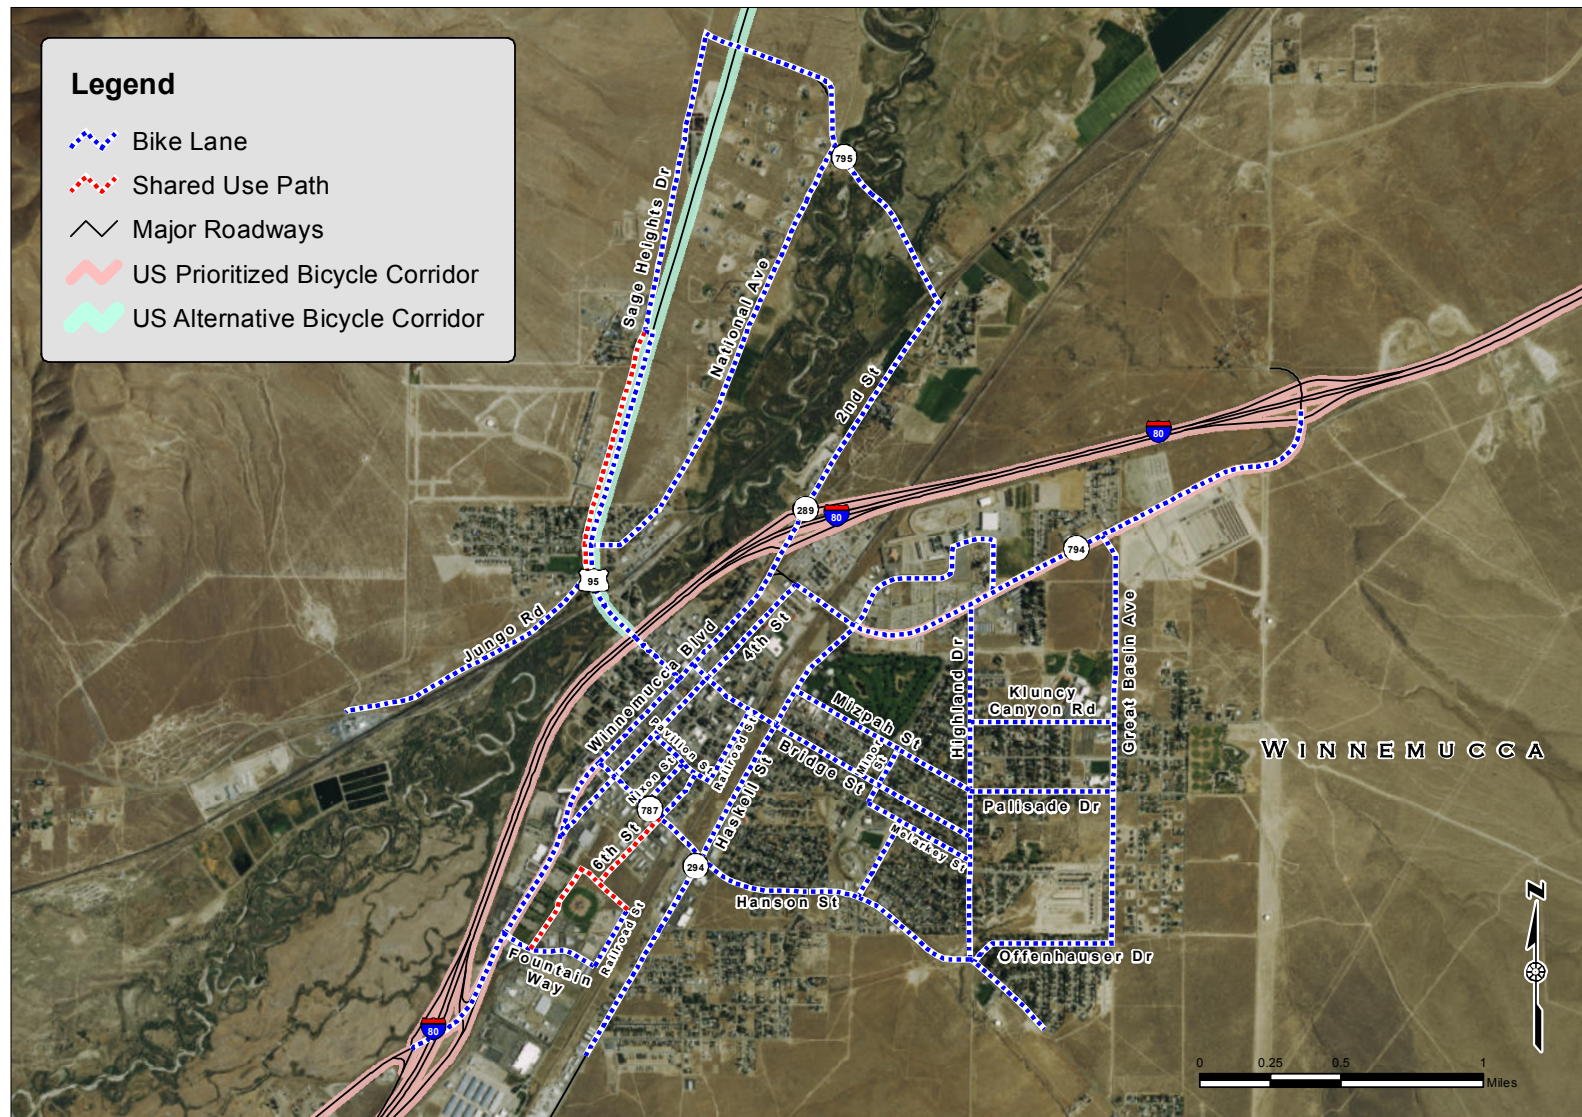 Legend
Bike Lane
Shared Use Path
Major Roadways
US Prioritized Bicycle Corridor
US Alternative Bicycle Corridor
795
Sage Heights Dr
National Ave
2nd St
80
289
80
794
95
Jungo Rd
Winnemucca Blvd
4th St
Highland Dr
Great Basin Ave
Kluncy
Canyon Rd
Mizpah St
Pavilion St
Railroad St
Bridge St
Minor
St
WINNEMUCCA
Nixon St
787
Haskell St
Palisade Dr
6th St
Melarkey St
294
Hanson St
Railroad St
Fountain
Way
Offenhauser Dr
80
N
0
0.25
0.5
1
Miles